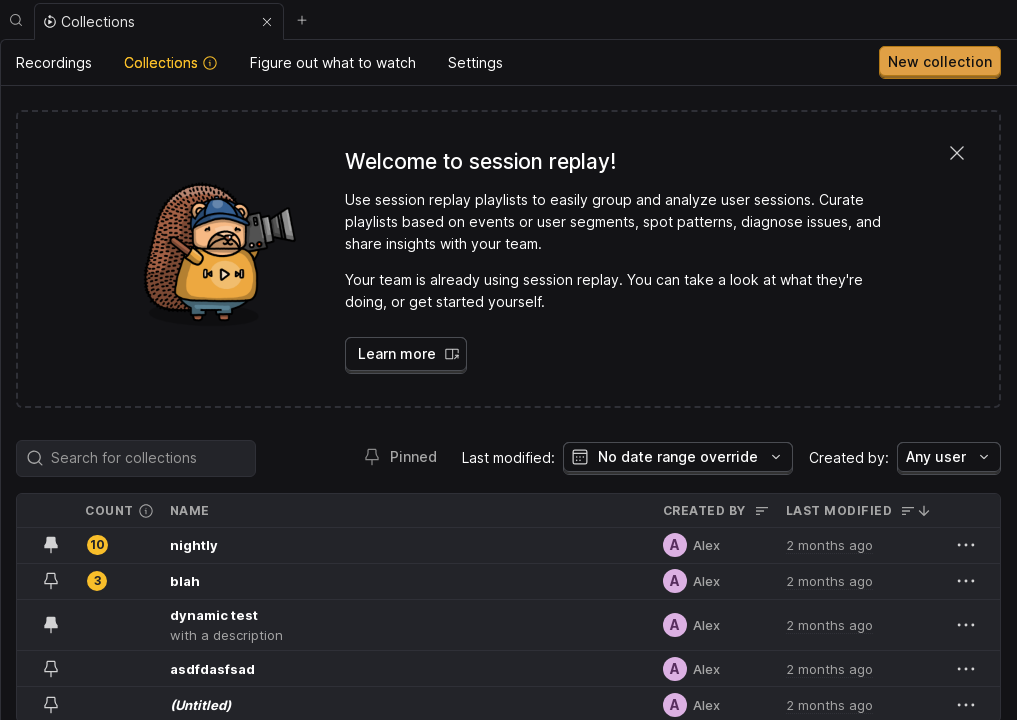 Collections
Recordings Collections Figure out what to watch Settings New collection
Welcome to session replay!
Use session replay playlists to easily group and analyze user sessions. Curate
playlists based on events or user segments, spot patterns, diagnose issues, and
share insights with your team.
Your team is already using session replay. You can take a look at what they're
doing, or get started yourself.
Learn more
Search for collections Pinned Last modified: No date range override Created by: Any user
COUNT NAME CREATED BY LAST MODIFIED
10 nightly A Alex 2 months ago
3 blah A Alex 2 months ago
dynamic test
with a description A Alex 2 months ago
asdfdasfsad A Alex 2 months ago
(Untitled) A Alex 2 months ago